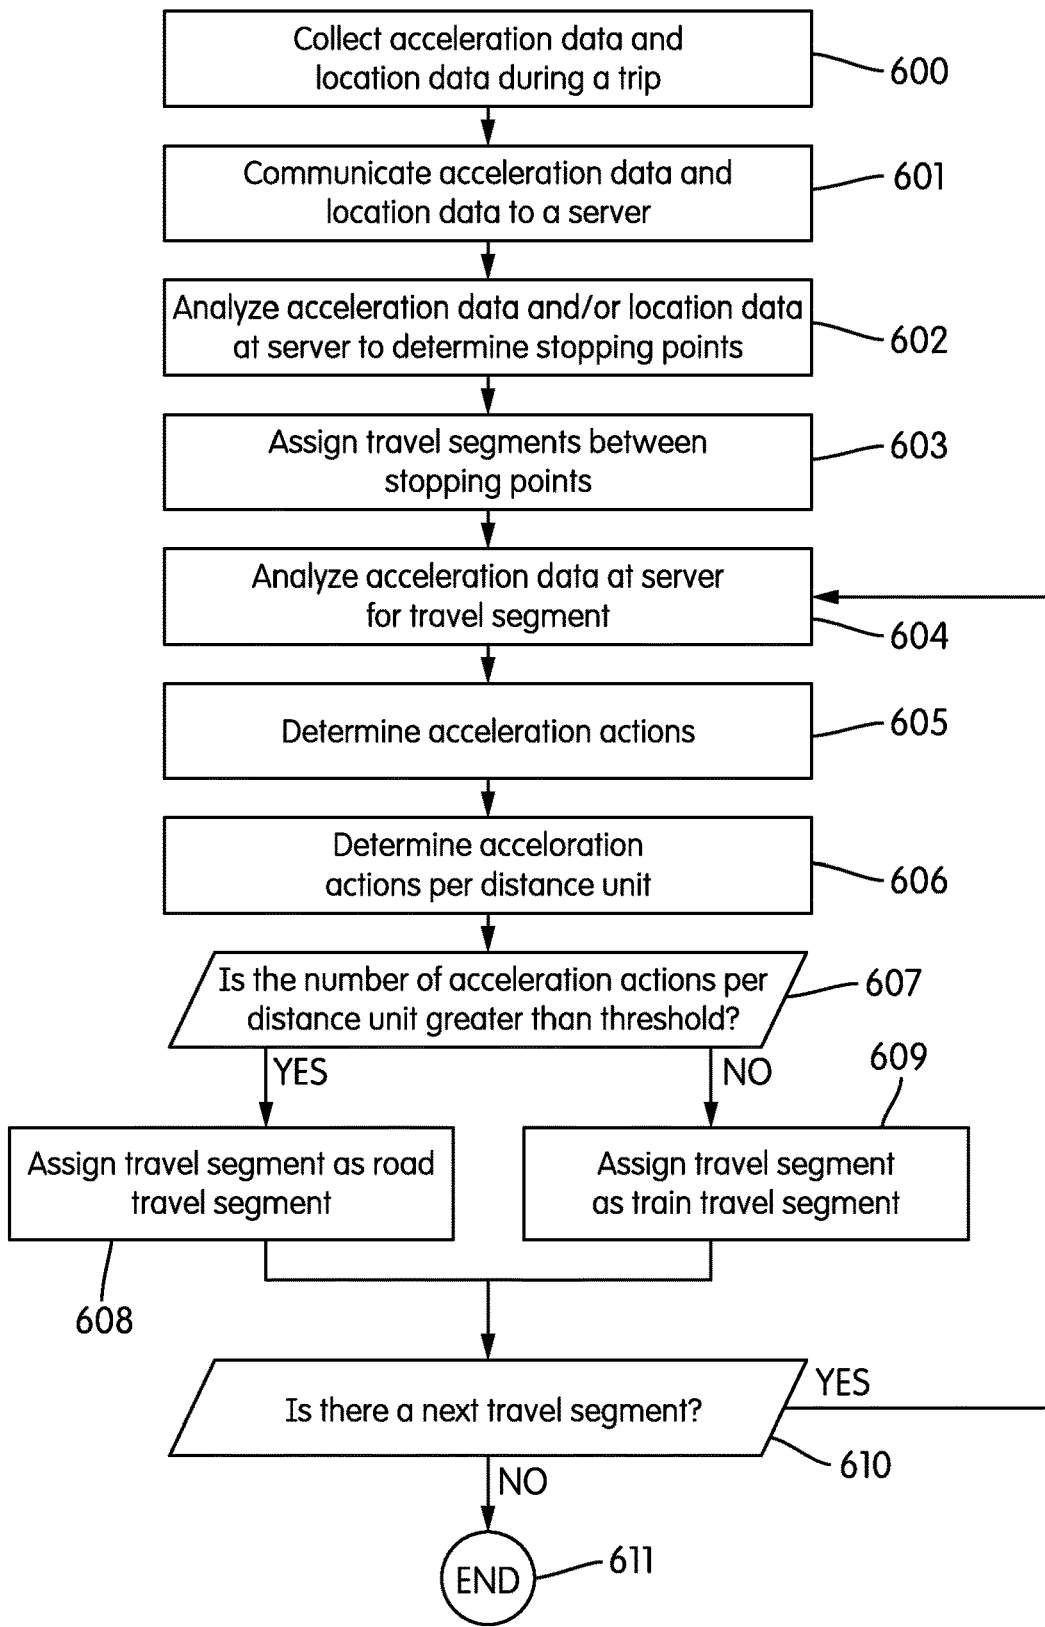 Collect acceleration data and
location data during a trip
600
Communicate acceleration data and
location data to a server
601
Analyze acceleration data and/or location data
at server to determine stopping points
602
Assign travel segments between
stopping points
603
Analyze acceleration data at server
for travel segment
604
Determine acceleration actions
605
Determine acceloration
actions per distance unit
606
Is the number of acceleration actions per
distance unit greater than threshold?
607
YES
NO
609
Assign travel segment as road
travel segment
608
Assign travel segment
as train travel segment
Is there a next travel segment?
YES
610
NO
END
611